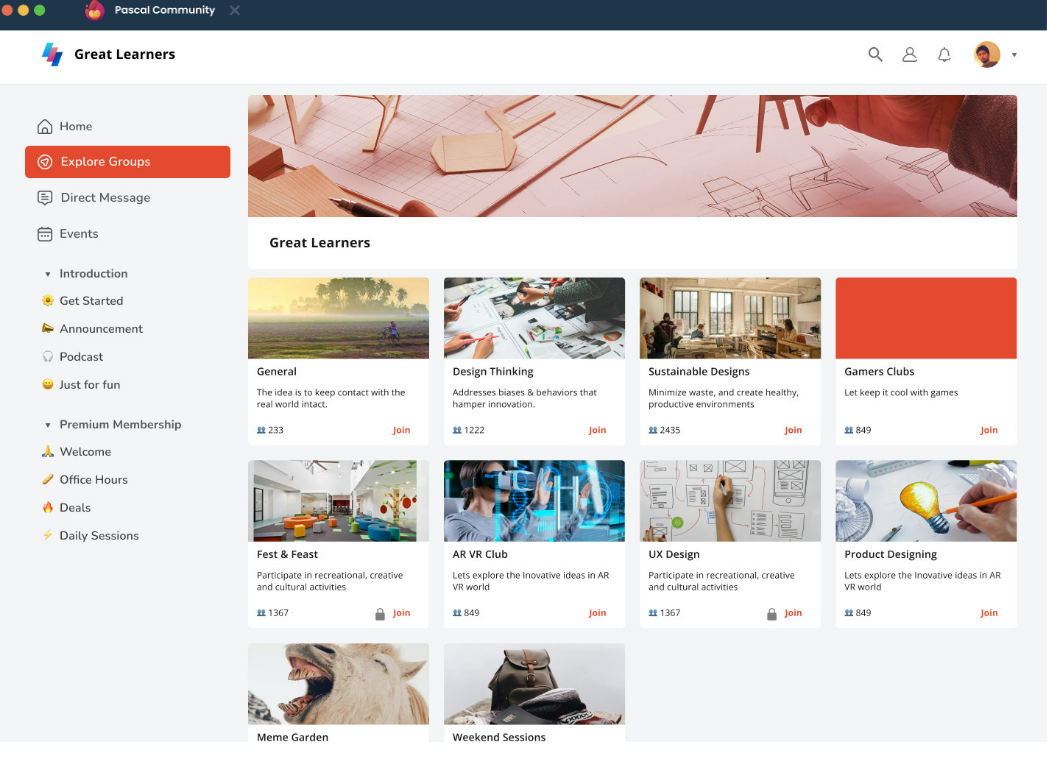 Pascal Community
Great Learners
Home
Explore Groups
Direct Message
Events
Introduction
Get Started
Announcement
Podcast
Just for fun
Premium Membership
Welcome
Office Hours
Deals
Daily Sessions
Great Learners
General
The idea is to keep contact with the
real world intact.
233 Join
Design Thinking
Addresses biases & behaviors that
hamper innovation.
1222 Join
Sustainable Designs
Minimize waste, and create healthy,
productive environments
2435 Join
Gamers Clubs
Let keep it cool with games
849 Join
Fest & Feast
Participate in recreational, creative
and cultural activities
1367 Join
AR VR Club
Lets explore the Inovative ideas in AR
VR world
849 Join
UX Design
Participate in recreational, creative
and cultural activities
1367 Join
Product Designing
Lets explore the Inovative ideas in AR
VR world
849 Join
Meme Garden
Weekend Sessions